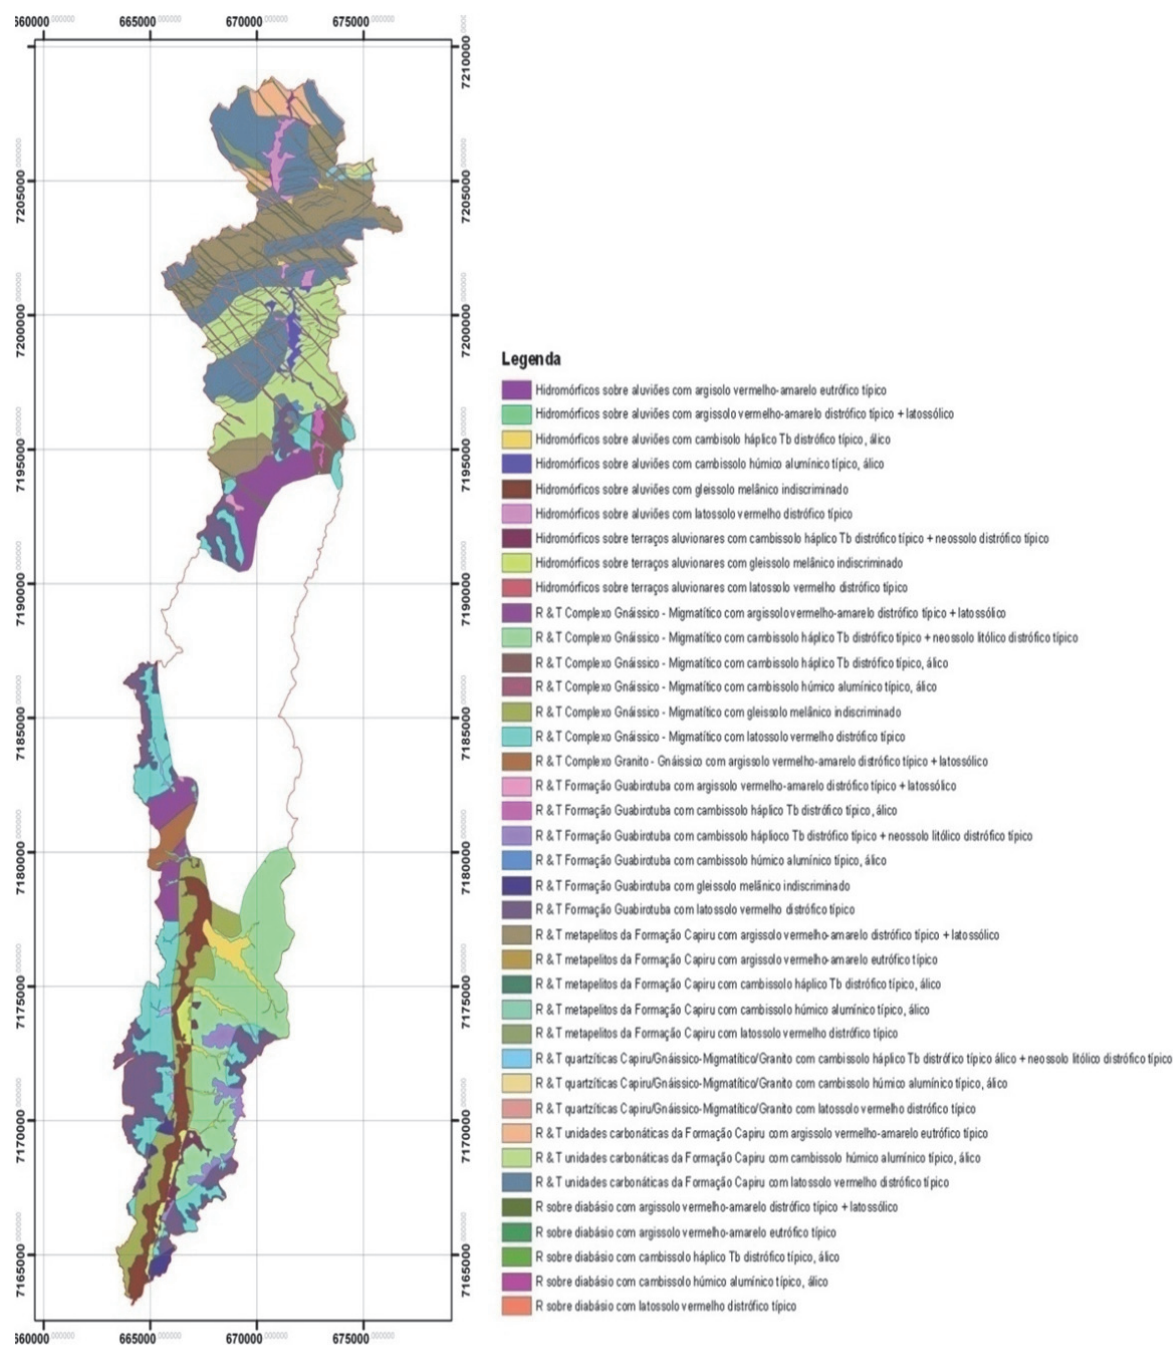 660000 665000 670000 675000
7210000
7205000
7200000
7195000
7190000
7185000
7180000
7175000
7170000
7165000
660000 665000 670000 675000
Legenda
Hidromórficos sobre aluviões com argisolo vermelho-amarelo eutrófico típico
Hidromórficos sobre aluviões com argissolo vermelho-amarelo distrófico típico + latossólico
Hidromórficos sobre aluviões com cambisolo háplico Tb distrófico típico, álico
Hidromórficos sobre aluviões com cambissolo húmico alumínico típico, álico
Hidromórficos sobre aluviões com gleissolo melânico indiscriminado
Hidromórficos sobre aluviões com latossolo vermelho distrófico típico
Hidromórficos sobre terraços aluvionares com cambissolo háplico Tb distrófico típico + neossolo distrófico típico
Hidromórficos sobre terraços aluvionares com gleissolo melânico indiscriminado
Hidromórficos sobre terraços aluvionares com latossolo vermelho distrófico típico
R & T Complexo Gnáissico - Migmatítico com argissolo vermelho-amarelo distrófico típico + latossólico
R & T Complexo Gnáissico - Migmatítico com cambissolo háplico Tb distrófico típico + neossolo litólico distrófico típico
R & T Complexo Gnáissico - Migmatítico com cambissolo háplico Tb distrófico típico, álico
R & T Complexo Gnáissico - Migmatítico com cambissolo húmico alumínico típico, álico
R & T Complexo Gnáissico - Migmatítico com gleissolo melânico indiscriminado
R & T Complexo Gnáissico - Migmatítico com latossolo vermelho distrófico típico
R & T Complexo Granito - Gnáissico com argissolo vermelho-amarelo distrófico típico + latossólico
R & T Formação Guabirotuba com argissolo vermelho-amarelo distrófico típico + latossólico
R & T Formação Guabirotuba com cambissolo háplico Tb distrófico típico, álico
R & T Formação Guabirotuba com cambissolo háplioco Tb distrófico típico + neossolo litólico distrófico típico
R & T Formação Guabirotuba com cambissolo húmico alumínico típico, álico
R & T Formação Guabirotuba com gleissolo melânico indiscriminado
R & T Formação Guabirotuba com latossolo vermelho distrófico típico
R & T metapelitos da Formação Capiru com argissolo vermelho-amarelo distrófico típico + latossólico
R & T metapelitos da Formação Capiru com argissolo vermelho-amarelo eutrófico típico
R & T metapelitos da Formação Capiru com cambissolo háplico Tb distrófico típico, álico
R & T metapelitos da Formação Capiru com cambissolo húmico alumínico típico, álico
R & T metapelitos da Formação Capiru com latossolo vermelho distrófico típico
R & T quartzíticas Capiru/Gnáissico-Migmatítico/Granito com cambissolo háplico Tb distrófico típico álico + neossolo litólico distrófico típico
R & T quartzíticas Capiru/Gnáissico-Migmatítico/Granito com cambissolo húmico alumínico típico, álico
R & T quartzíticas Capiru/Gnáissico-Migmatítico/Granito com latossolo vermelho distrófico típico
R & T unidades carbonáticas da Formação Capiru com argissolo vermelho-amarelo eutrófico típico
R & T unidades carbonáticas da Formação Capiru com cambissolo húmico alumínico típico, álico
R & T unidades carbonáticas da Formação Capiru com latossolo vermelho distrófico típico
R sobre diabásio com argissolo vermelho-amarelo distrófico típico + latossólico
R sobre diabásio com argissolo vermelho-amarelo eutrófico típico
R sobre diabásio com cambissolo háplico Tb distrófico típico, álico
R sobre diabásio com cambissolo húmico alumínico típico, álico
R sobre diabásio com latossolo vermelho distrófico típico